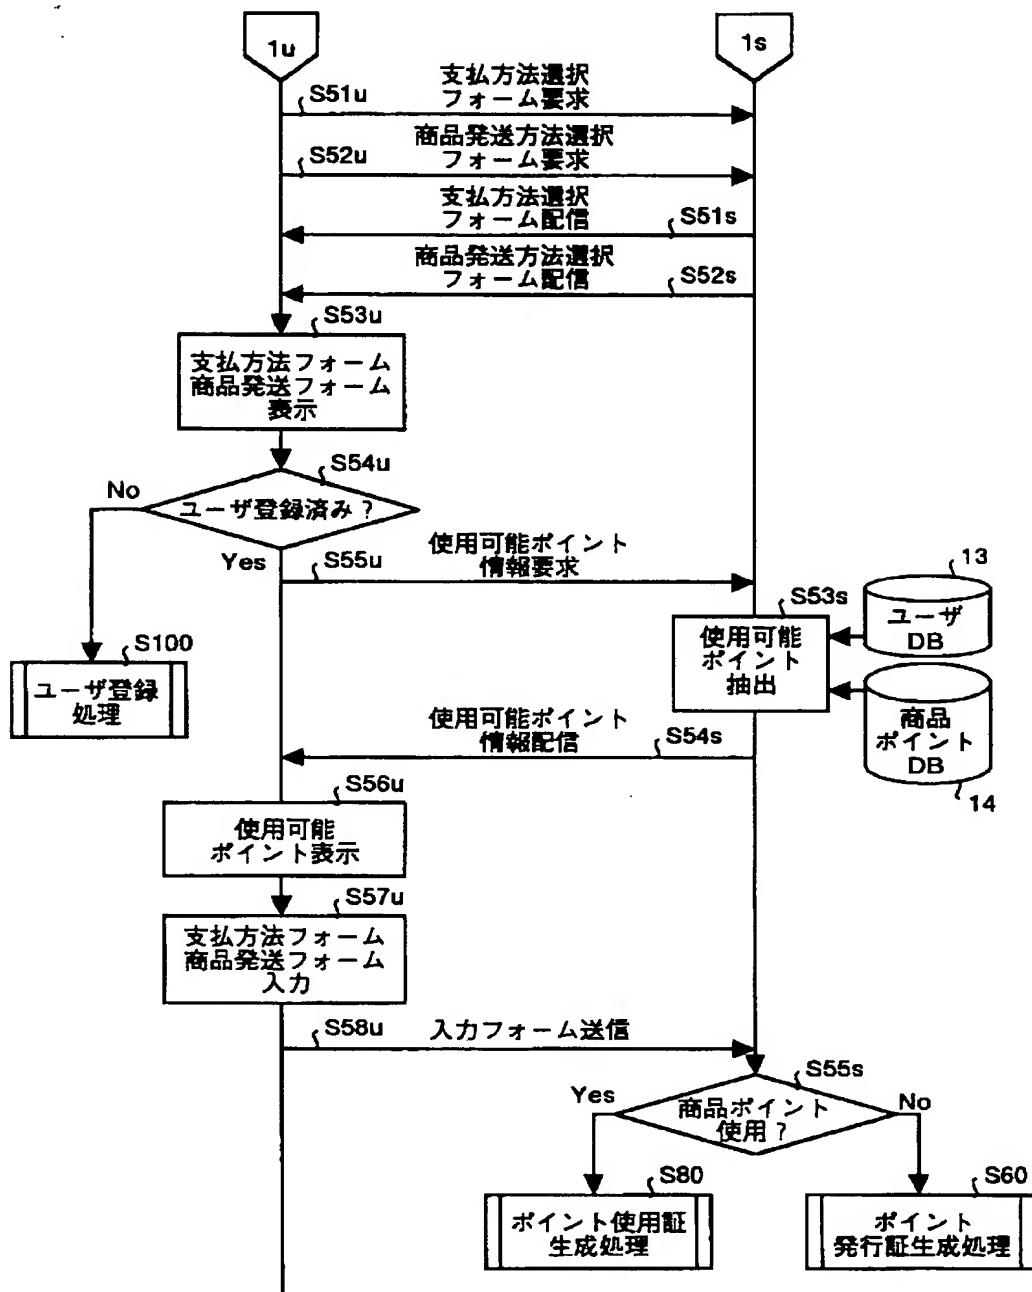 1u
1s
支払方法選択
フォーム要求
S51u
商品発送方法選択
フォーム要求
S52u
支払方法選択
フォーム配信
S51s
商品発送方法選択
フォーム配信
S52s
S53u
支払方法フォーム
商品発送フォーム
表示
S54u
No
ユーザ登録済み？
Yes
S55u
使用可能ポイント
情報要求
13
S53s
ユーザ
DB
使用可能
ポイント
抽出
S100
ユーザ登録
処理
商品
ポイント
DB
14
使用可能ポイント
情報配信
S54s
S56u
使用可能
ポイント表示
S57u
支払方法フォーム
商品発送フォーム
入力
S58u
入力フォーム送信
S55s
Yes
商品ポイント
使用？
No
S80
ポイント使用証
生成処理
S60
ポイント
発行証生成処理